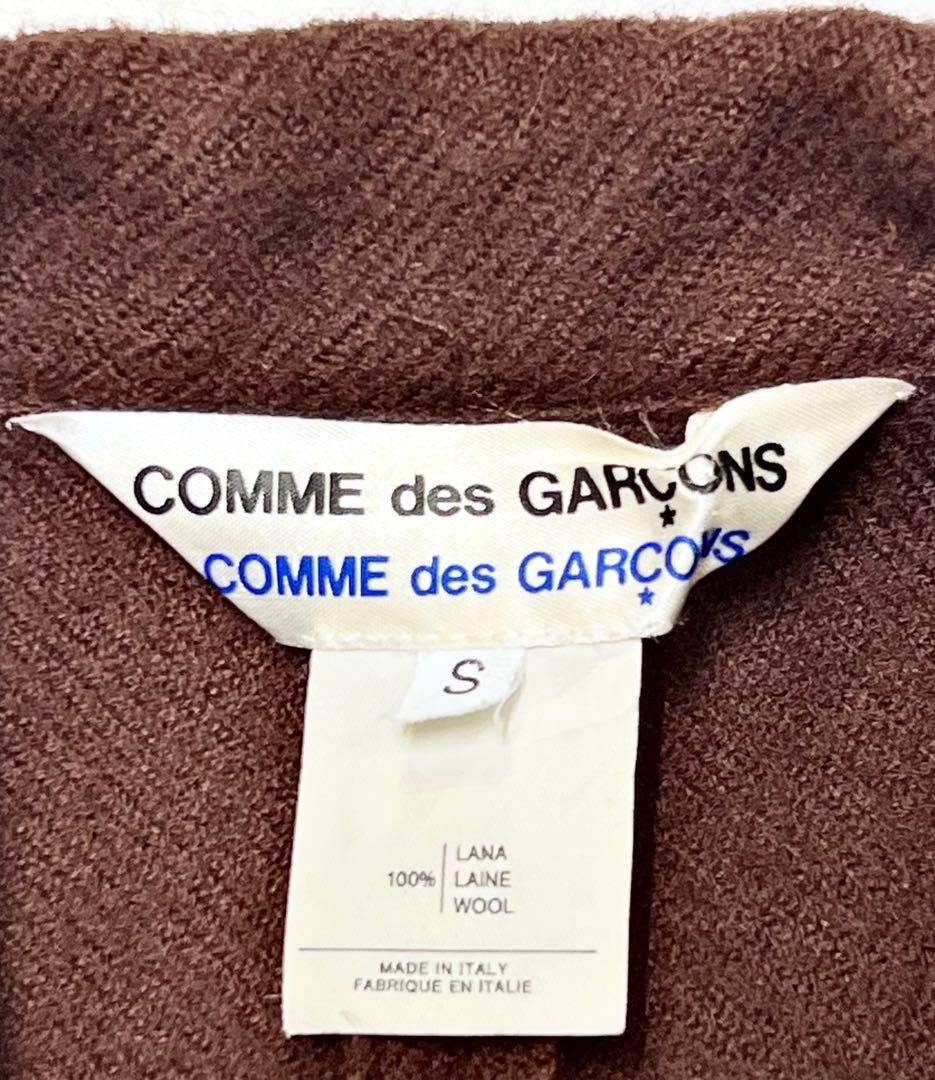 COMME des GARÇONS
COMME des GARÇONS
S
100% LANA
LAINE
WOOL
MADE IN ITALY
FABRIQUE EN ITALIE